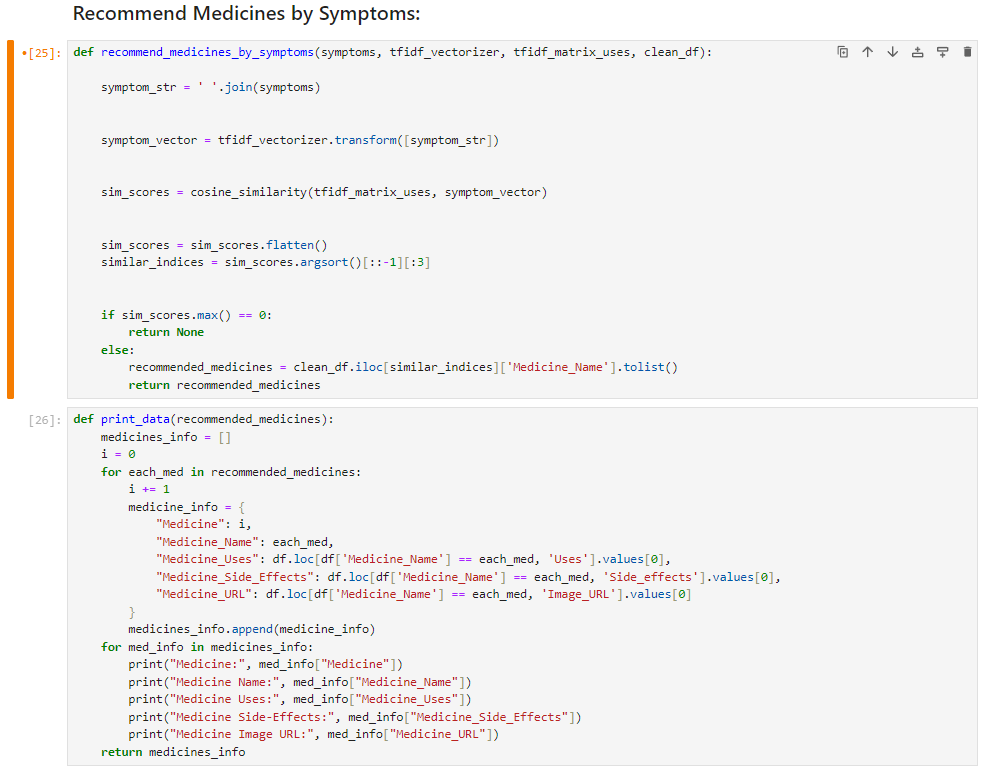 Recommend Medicines by Symptoms:
•[25]: def recommend_medicines_by_symptoms(symptoms, tfidf_vectorizer, tfidf_matrix_uses, clean_df):
    symptom_str = ' '.join(symptoms)
    symptom_vector = tfidf_vectorizer.transform([symptom_str])
    sim_scores = cosine_similarity(tfidf_matrix_uses, symptom_vector)
    sim_scores = sim_scores.flatten()
    similar_indices = sim_scores.argsort()[::-1][:3]
    if sim_scores.max() == 0:
        return None
    else:
        recommended_medicines = clean_df.iloc[similar_indices]['Medicine_Name'].tolist()
        return recommended_medicines
[26]: def print_data(recommended_medicines):
    medicines_info = []
    i = 0
    for each_med in recommended_medicines:
        i += 1
        medicine_info = {
            "Medicine": i,
            "Medicine_Name": each_med,
            "Medicine_Uses": df.loc[df['Medicine_Name'] == each_med, 'Uses'].values[0],
            "Medicine_Side_Effects": df.loc[df['Medicine_Name'] == each_med, 'Side_effects'].values[0],
            "Medicine_URL": df.loc[df['Medicine_Name'] == each_med, 'Image_URL'].values[0]
        }
        medicines_info.append(medicine_info)
    for med_info in medicines_info:
        print("Medicine:", med_info["Medicine"])
        print("Medicine Name:", med_info["Medicine_Name"])
        print("Medicine Uses:", med_info["Medicine_Uses"])
        print("Medicine Side-Effects:", med_info["Medicine_Side_Effects"])
        print("Medicine Image URL:", med_info["Medicine_URL"])
    return medicines_info